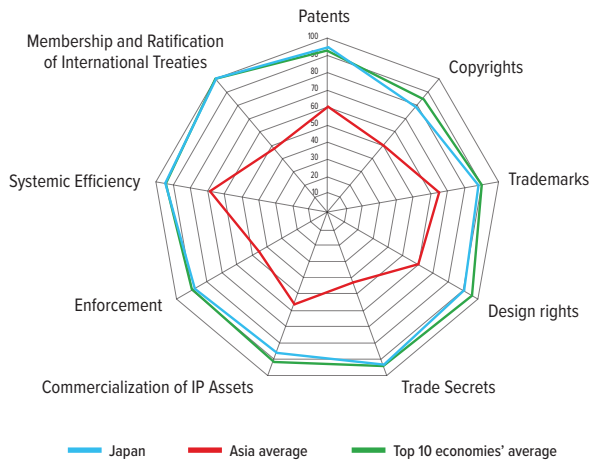 Patents
Membership and Ratification
of International Treaties
Copyrights
Systemic Efficiency
Trademarks
Enforcement
Design rights
Commercialization of IP Assets
Trade Secrets
100
90
80
70
60
50
40
30
20
10
Japan
Asia average
Top 10 economies’ average